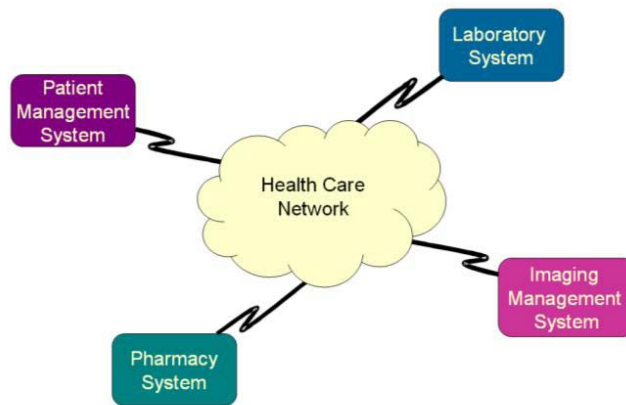 Laboratory
System
Patient
Management
System
Health Care
Network
Imaging
Management
System
Pharmacy
System